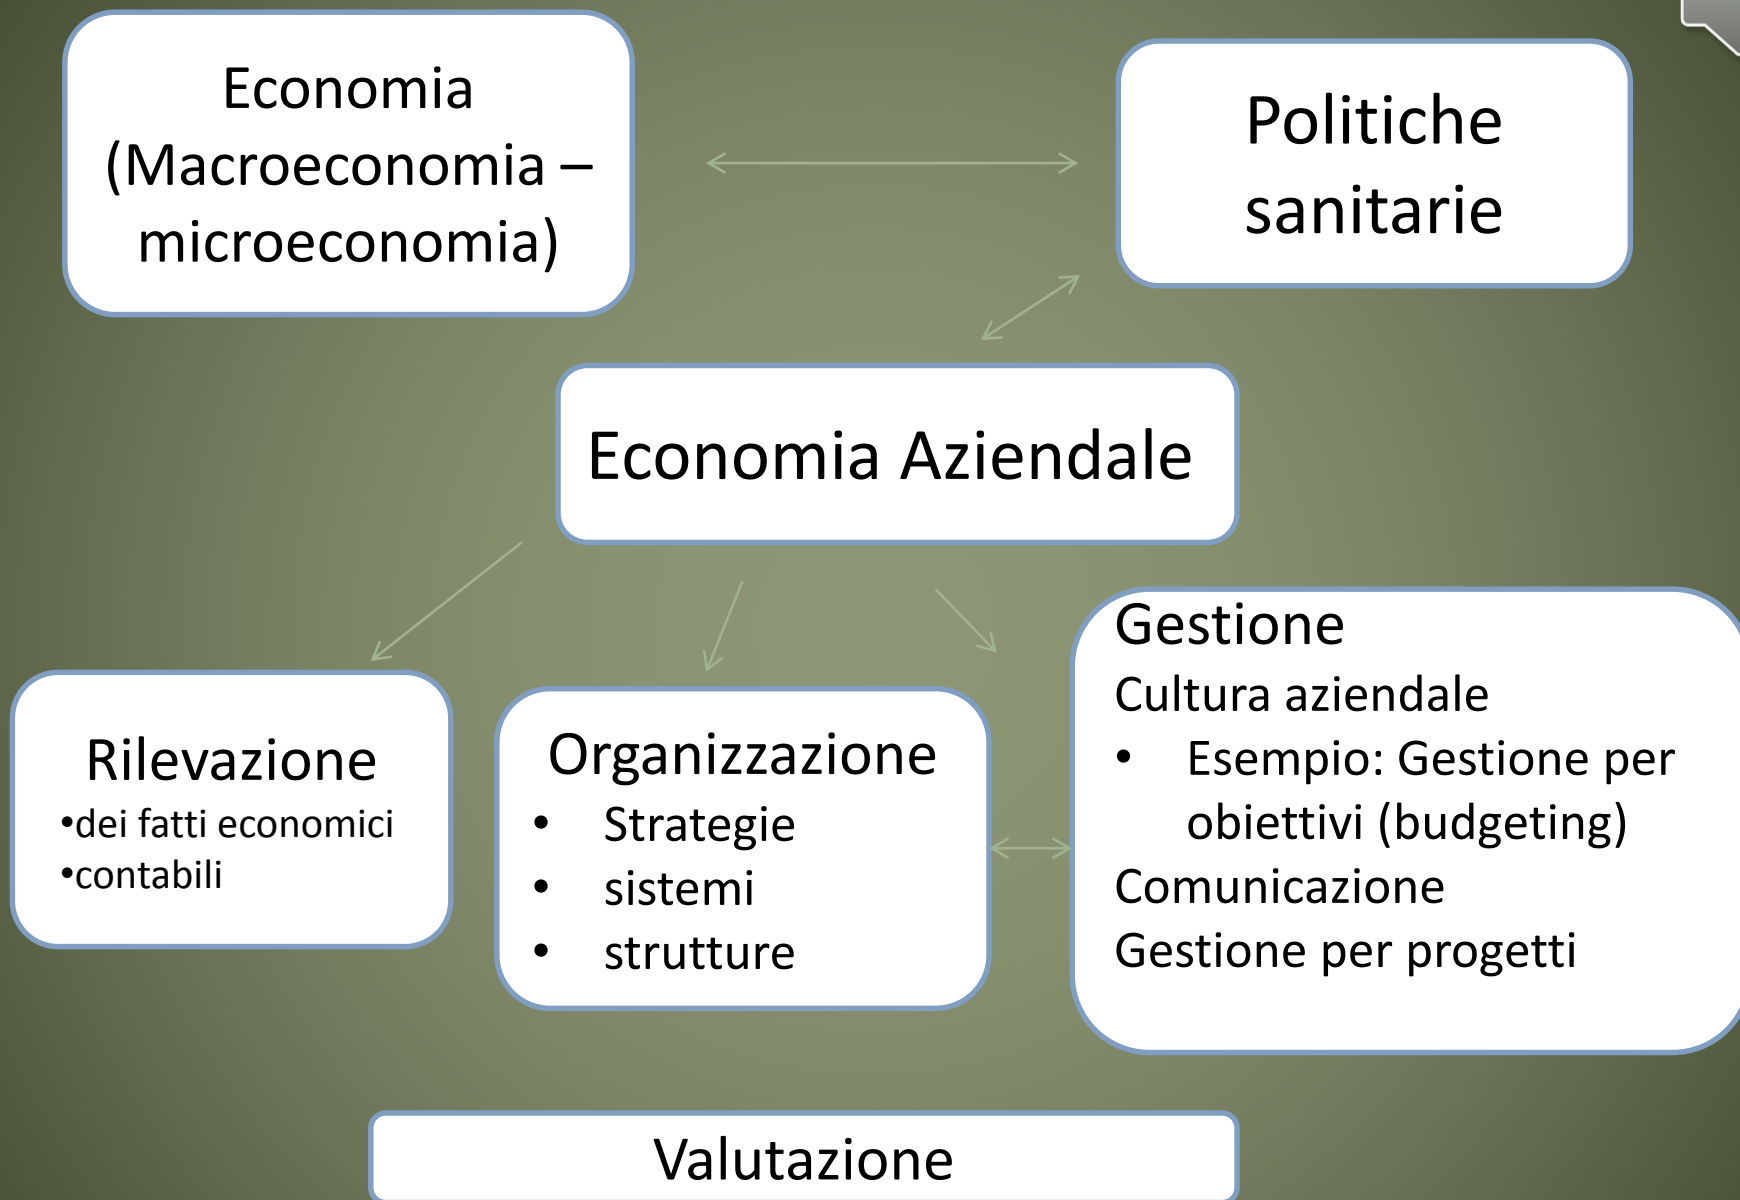 Economia
(Macroeconomia –
microeconomia)
Politiche
sanitarie
Economia Aziendale
Rilevazione
•dei fatti economici
•contabili
Organizzazione
• Strategie
• sistemi
• strutture
Gestione
Cultura aziendale
• Esempio: Gestione per
obiettivi (budgeting)
Comunicazione
Gestione per progetti
Valutazione